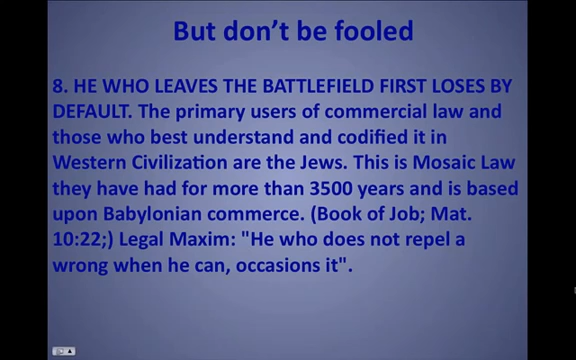 But don't be fooled
8. HE WHO LEAVES THE BATTLEFIELD FIRST LOSES BY
DEFAULT. The primary users of commercial law and
those who best understand and codified it in
Western Civilization are the Jews. This is Mosaic Law
they have had for more than 3500 years and is based
upon Babylonian commerce. (Book of Job; Mat.
10:22;) Legal Maxim: "He who does not repel a
wrong when he can, occasions it".